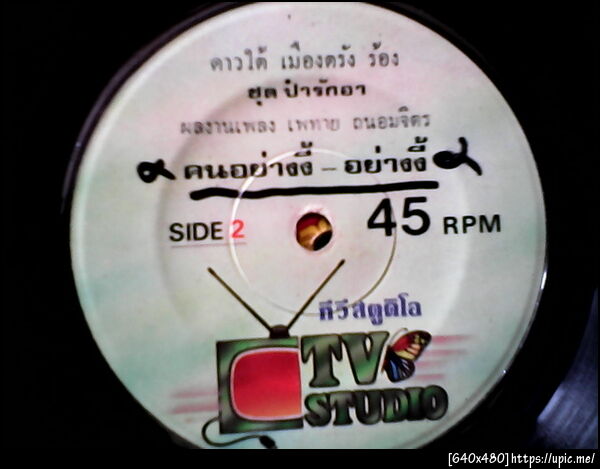 ดาวใต้ เมืองตรัง ร้อง
ชุด ป๋ารักอา
ผลงานเพลง เพทาย ถนอมจิตร
คนอย่างงี้ - อย่างงี้
SIDE 2
45 RPM
ทีวีสตูดิโอ
TV
STUDIO
[640x480]https://upic.me/